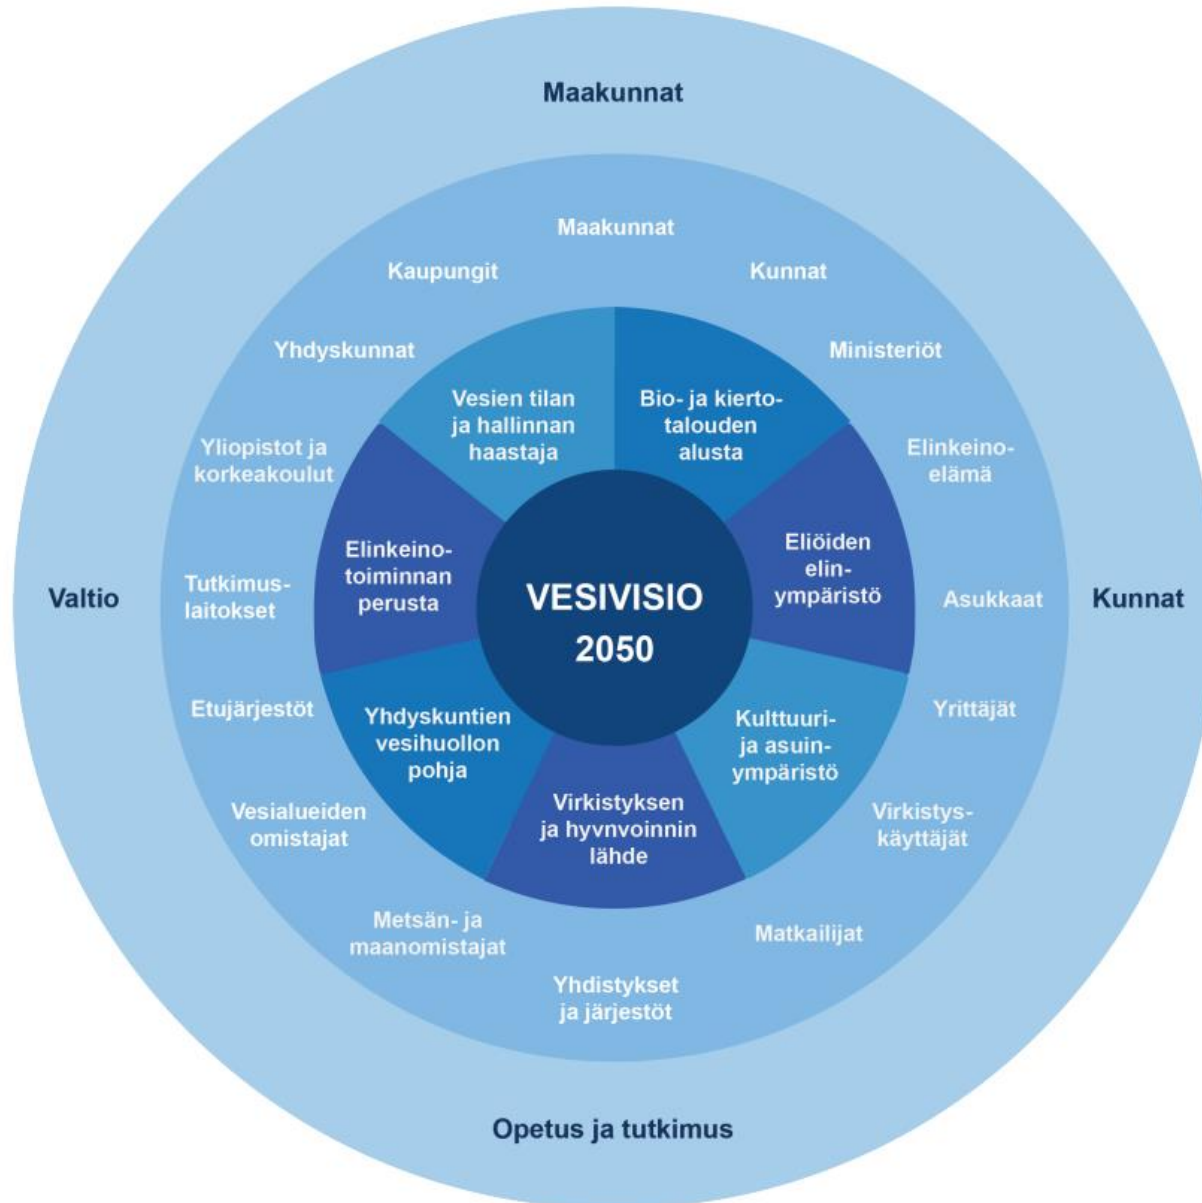 Maakunnat
Maakunnat
Kaupungit
Kunnat
Yhdyskunnat
Ministeriöt
Yliopistot ja
korkeakoulut
Elinkeino-
elämä
Tutkimus-
laitokset
Asukkaat
Etujärjestöt
Yrittäjät
Vesialueiden
omistajat
Virkistys-
käyttäjät
Metsän- ja
maanomistajat
Matkailijat
Yhdistykset
ja järjestöt
Valtio
Kunnat
Opetus ja tutkimus
Vesien tilan
ja hallinnan
haastaja
Bio- ja kierto-
talouden
alusta
Elinkeino-
toiminnan
perusta
Eliöiden
elin-
ympäristö
Yhdyskuntien
vesihuollon
pohja
Kulttuuri-
ja asuin-
ympäristö
Virkistyksen
ja hyvnvoinnin
lähde
VESIVISIO
2050